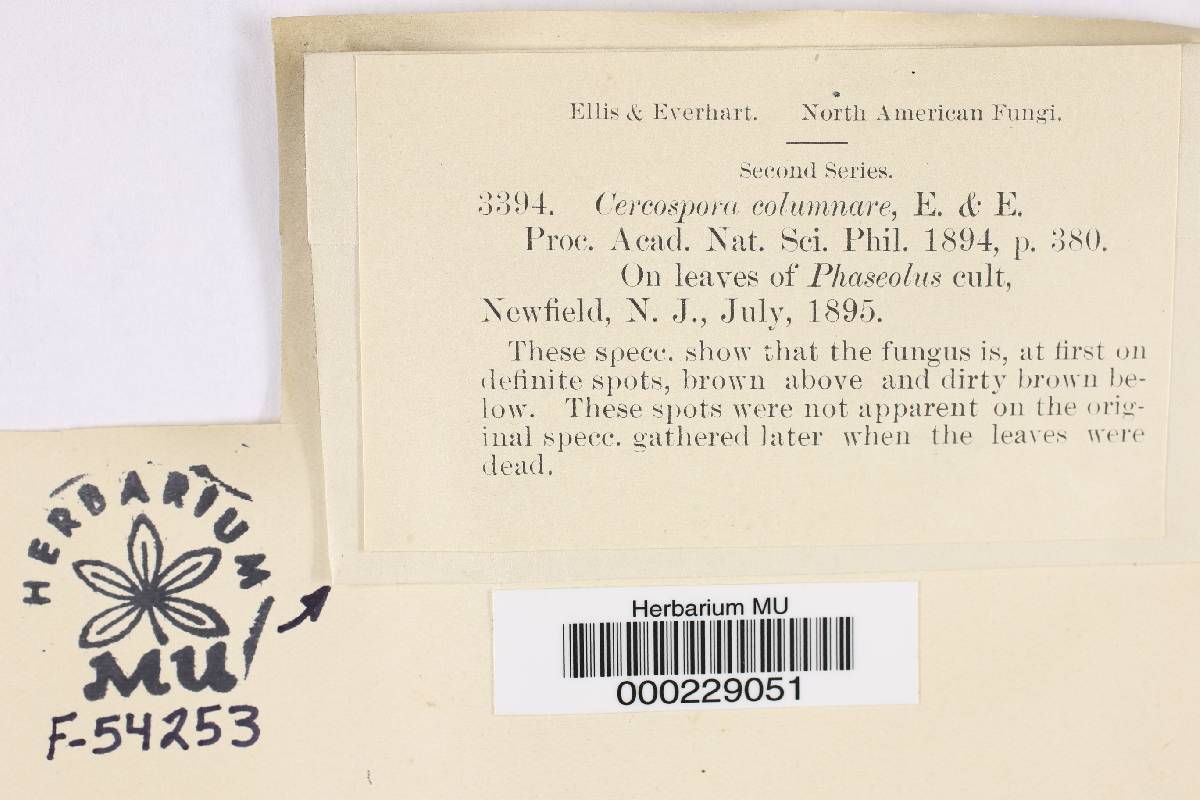 Ellis & Everhart. North American Fungi.
Second Series.
3394. Cercospora columnare, E. & E.
Proc. Acad. Nat. Sci. Phil. 1894, p. 380.
On leaves of Phaseolus cult,
Newfield, N. J., July, 1895.
These specc. show that the fungus is, at first on
definite spots, brown above and dirty brown be-
low. These spots were not apparent on the orig-
inal specc. gathered later when the leaves were
dead.
HERBARIUM
MU
F-54253
Herbarium MU
000229051